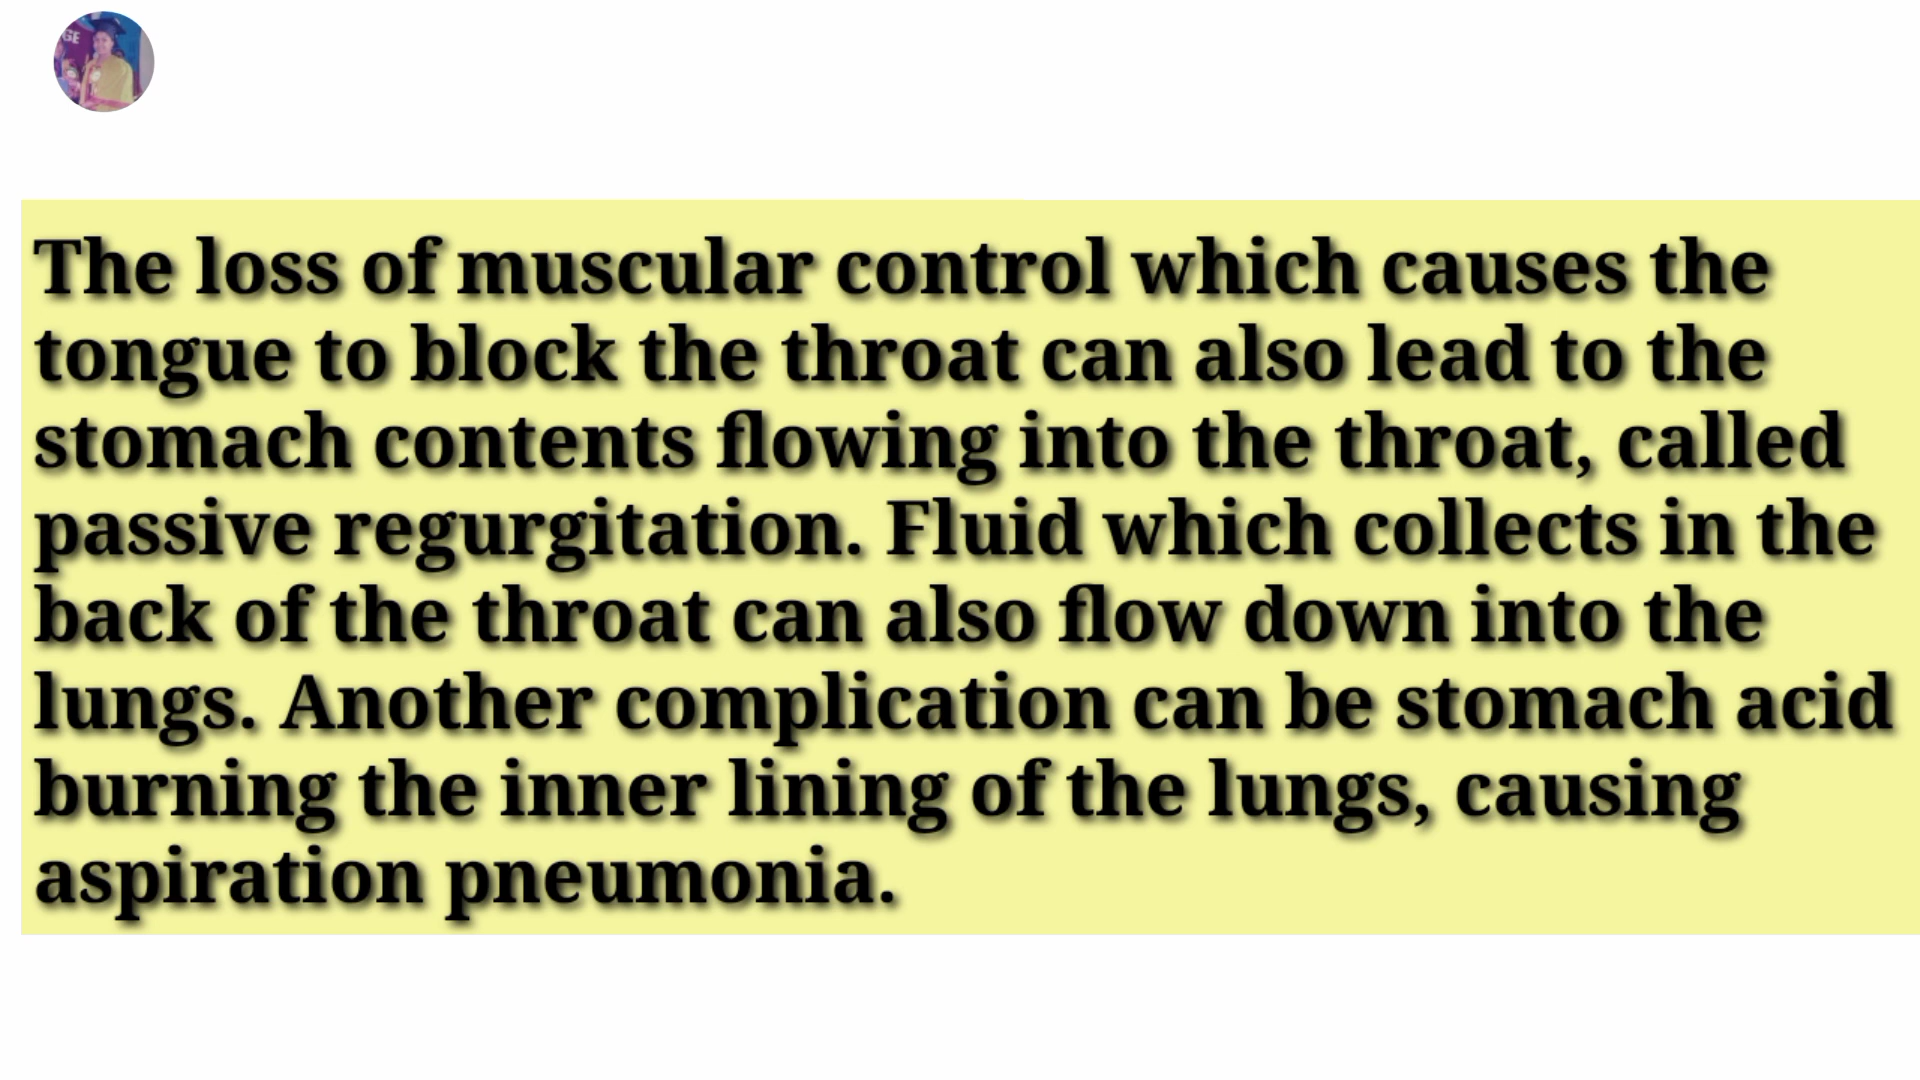 GE
The loss of muscular control which causes the
tongue to block the throat can also lead to the
stomach contents flowing into the throat, called
passive regurgitation. Fluid which collects in the
back of the throat can also flow down into the
lungs. Another complication can be stomach acid
burning the inner lining of the lungs, causing
aspiration pneumonia.